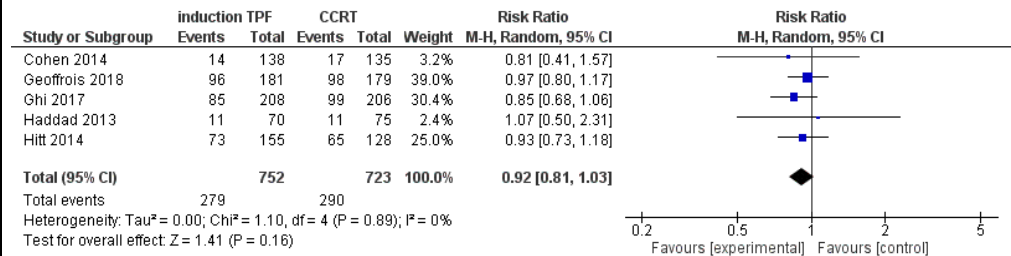 induction TPF CCRT Risk Ratio Risk Ratio
Study or Subgroup Events Total Events Total Weight M-H, Random, 95% CI M-H, Random, 95% CI
Cohen 2014 14 138 17 135 3.2% 0.81 [0.41, 1.57]
Geoffrois 2018 96 181 98 179 39.0% 0.97 [0.80, 1.17]
Ghi 2017 85 208 99 206 30.4% 0.85 [0.68, 1.06]
Haddad 2013 11 70 11 75 2.4% 1.07 [0.50, 2.31]
Hitt 2014 73 155 65 128 25.0% 0.93 [0.73, 1.18]
Total (95% CI) 752 723 100.0% 0.92 [0.81, 1.03]
Total events 279 290
Heterogeneity: Tau² = 0.00; Chi² = 1.10, df = 4 (P = 0.89); I² = 0%
Test for overall effect: Z = 1.41 (P = 0.16)
0.2 0.5 1 2 5
Favours [experimental] Favours [control]